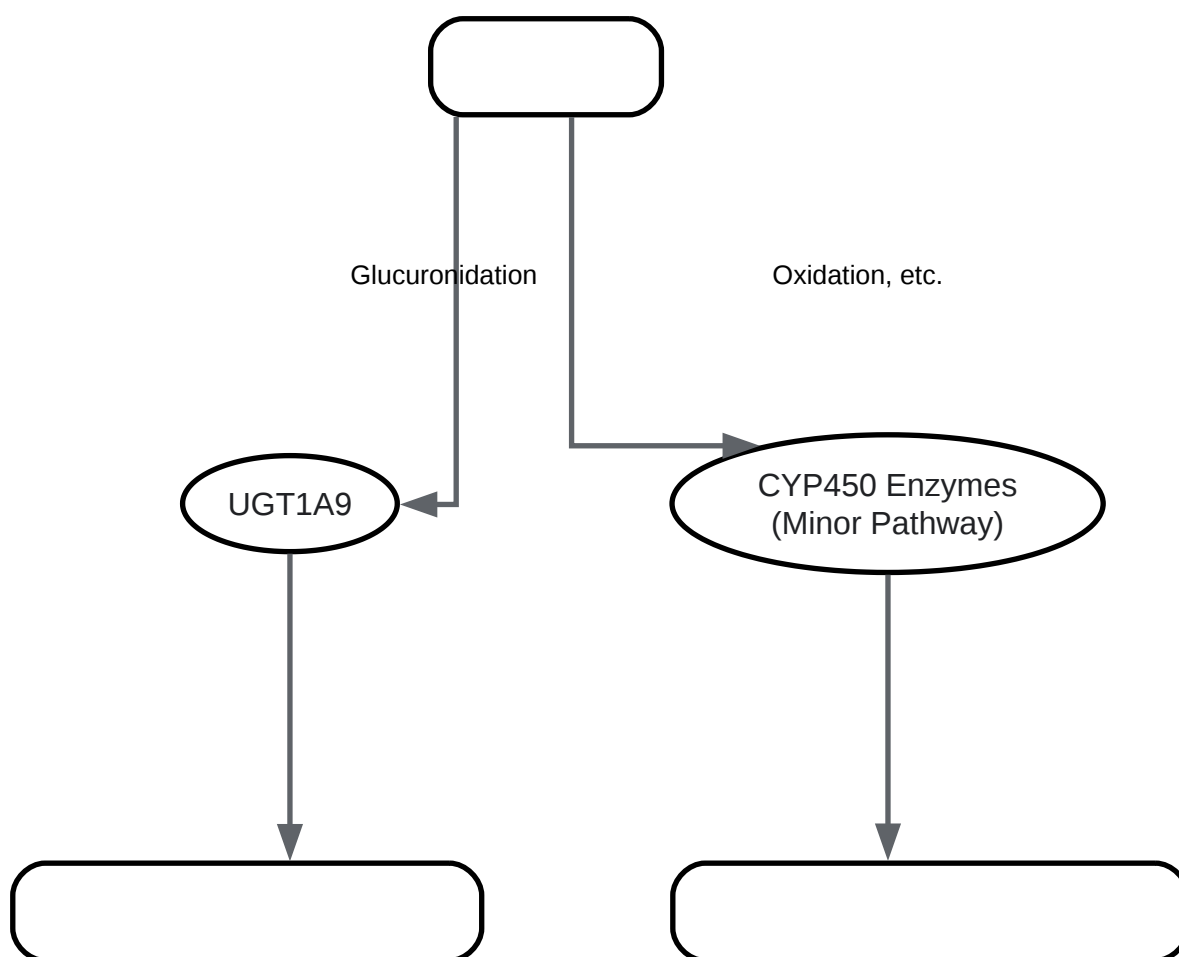 Glucuronidation
Oxidation, etc.
UGT1A9
CYP450 Enzymes
(Minor Pathway)